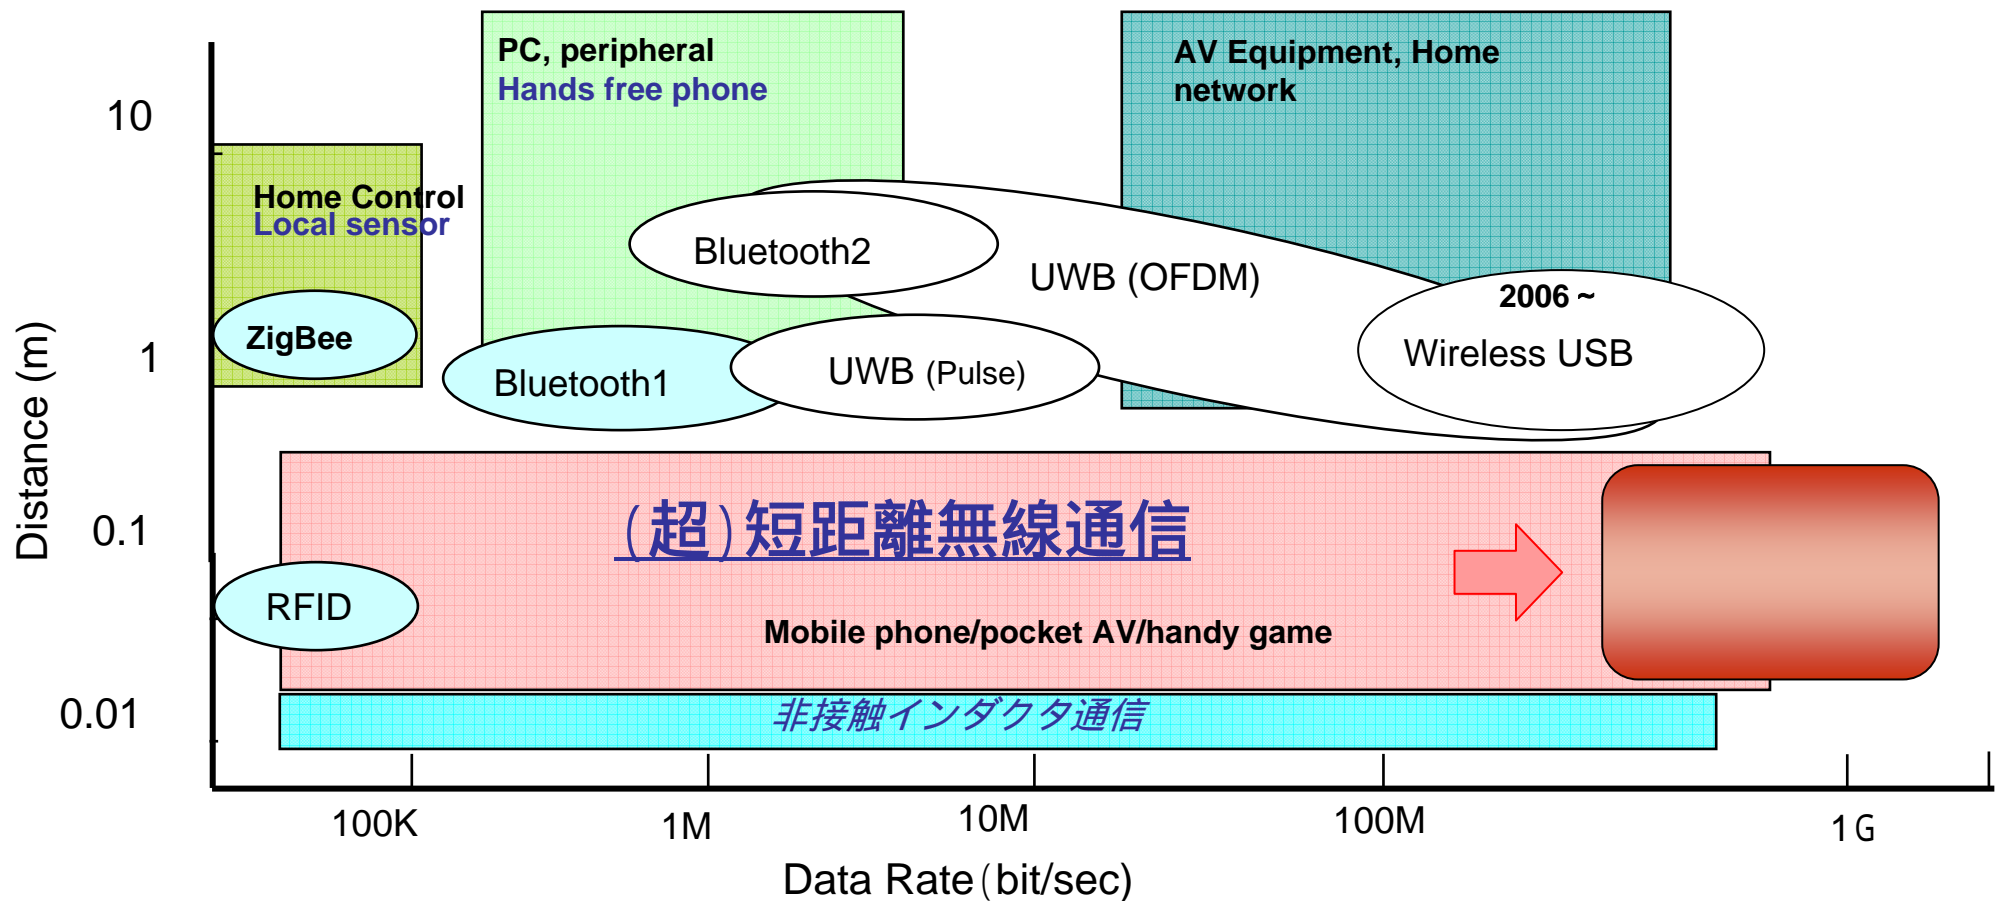 PC, peripheral
Hands free phone
AV Equipment, Home
network
10
Home Control
Local sensor
Bluetooth2
UWB (OFDM)
2006 ~
Wireless USB
ZigBee
1
Bluetooth1
UWB (Pulse)
Distance (m)
0.1
(超)短距離無線通信
RFID
Mobile phone/pocket AV/handy game
0.01
非接触インダクタ通信
100K
1M
10M
100M
1G
Data Rate(bit/sec)